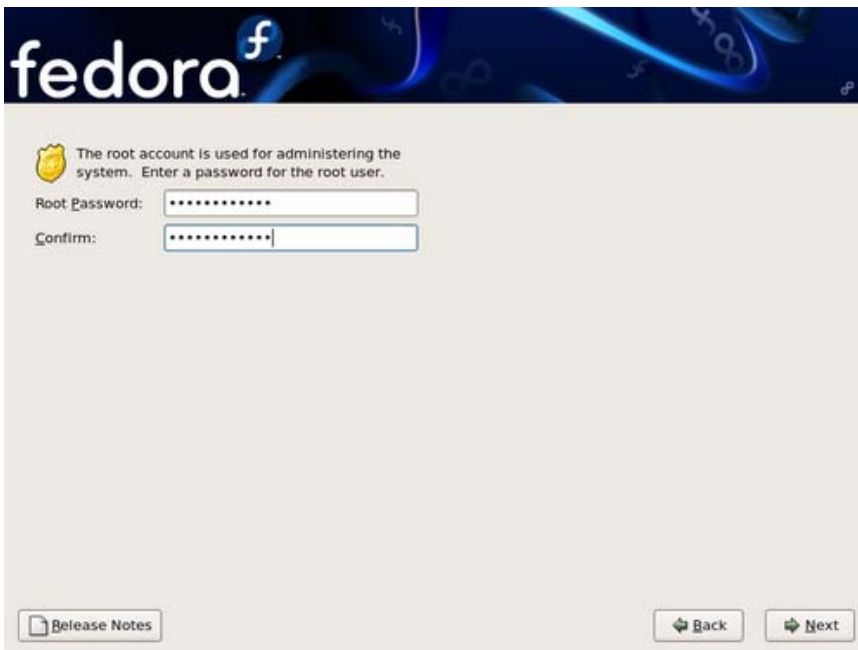 fedora
The root account is used for administering the
system. Enter a password for the root user.
Root Password: ••••••••••••
Confirm: ••••••••••••
Release Notes
Back
Next